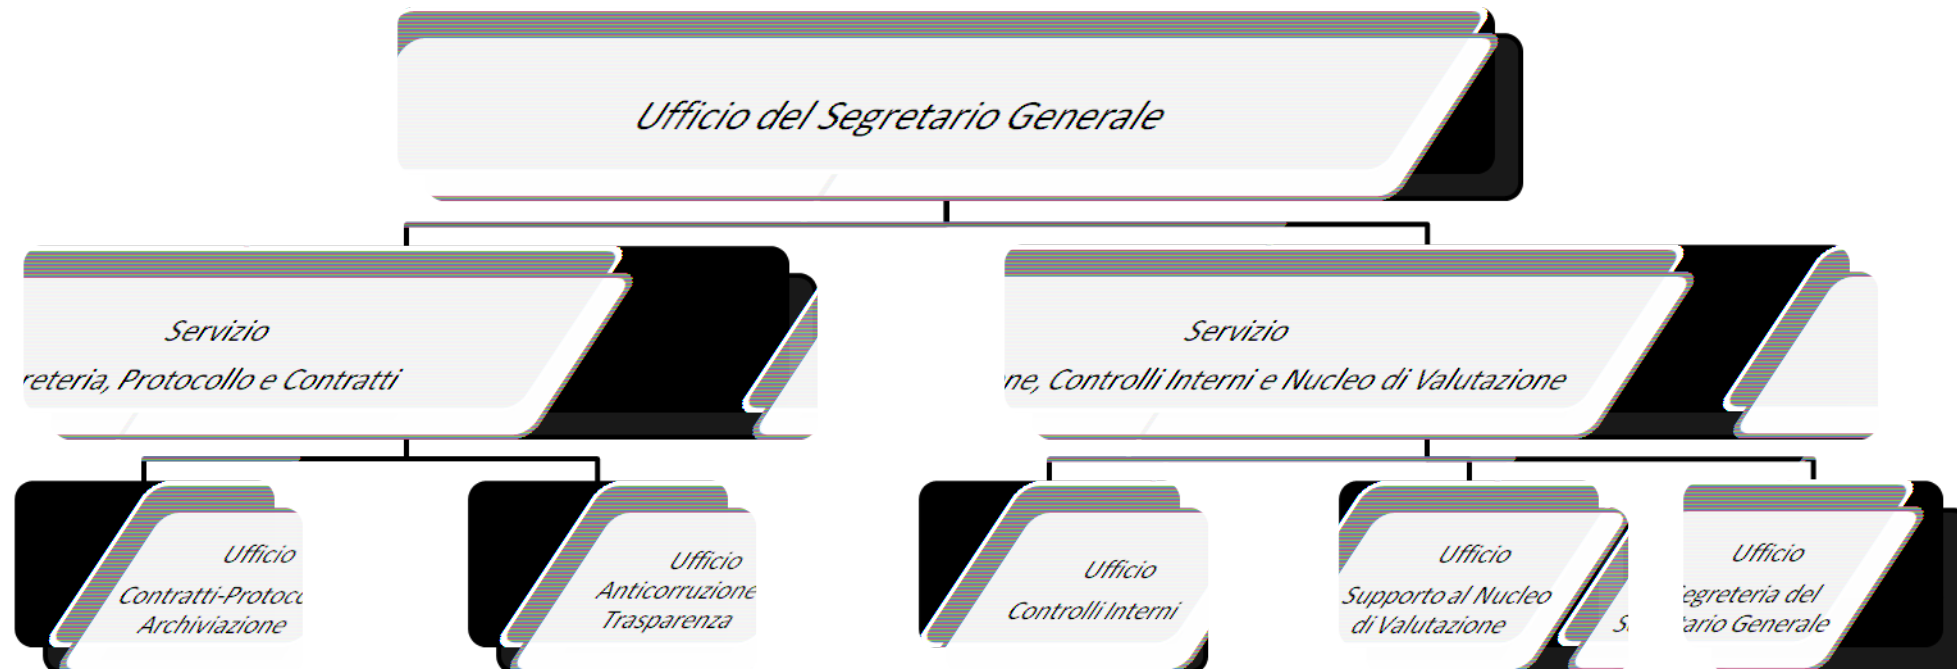 Ufficio del Segretario Generale
Servizio
reteria, Protocollo e Contratti
Servizio
ne, Controlli Interni e Nucleo di Valutazione
Ufficio
Contratti-Protoco
Archiviazione
Ufficio
Anticorruzione
Trasparenza
Ufficio
Controlli Interni
Ufficio
Supporto al Nucleo
di Valutazione
Ufficio
egreteria del
tario Generale